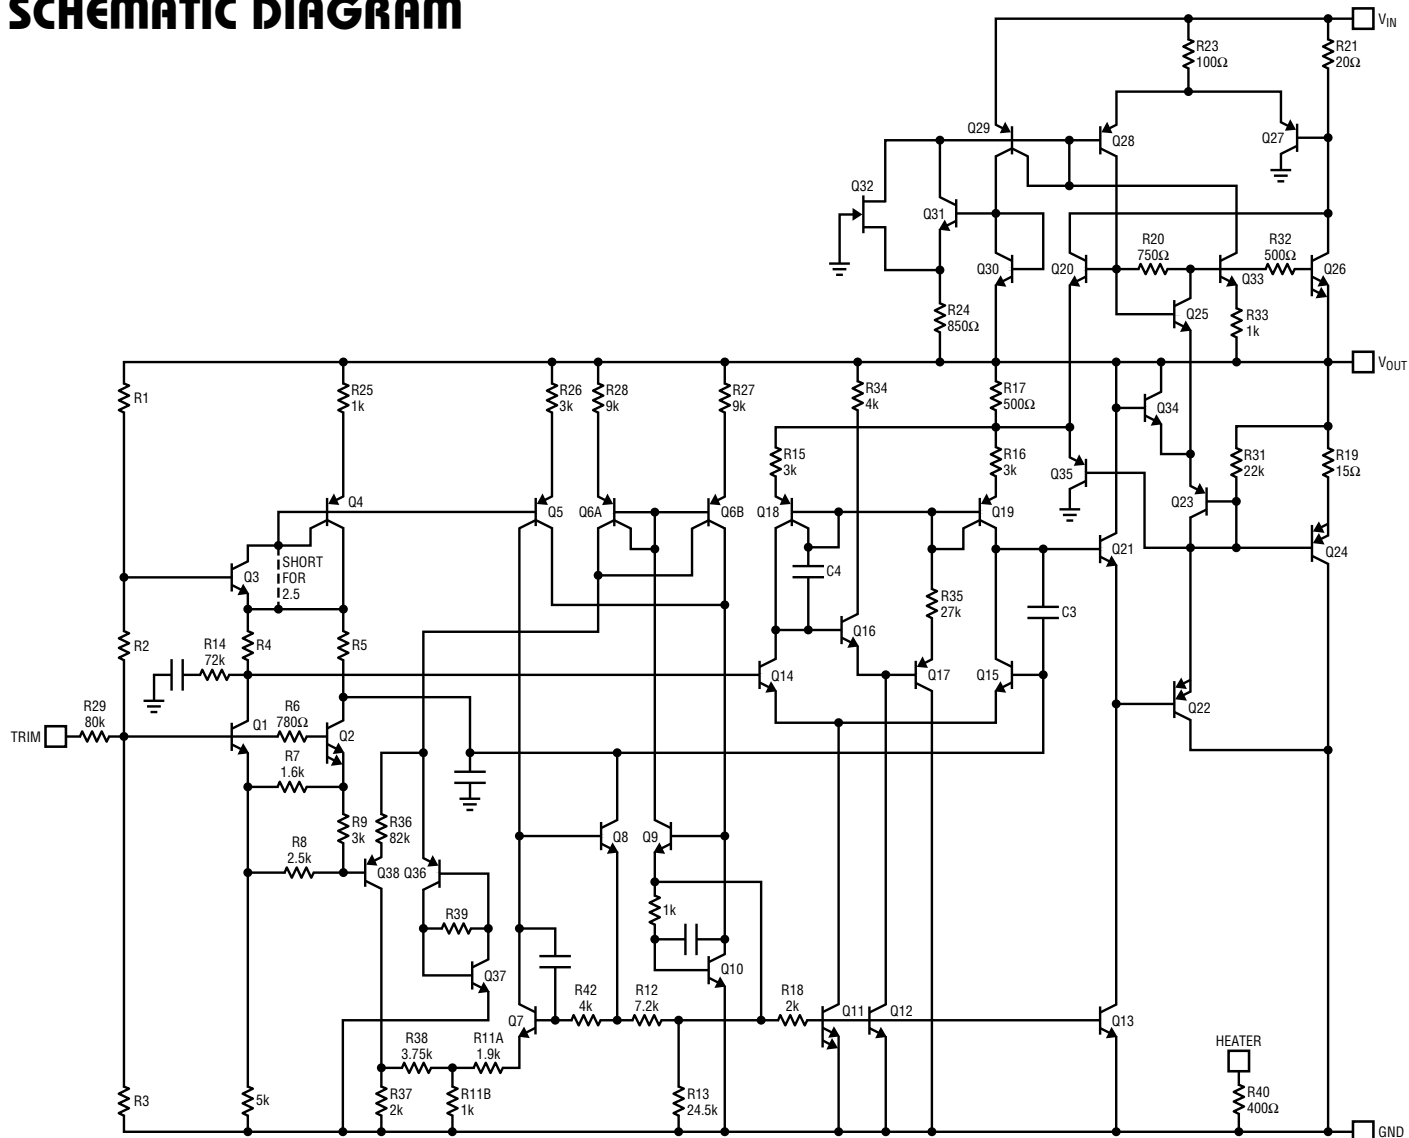 SCHEMATIC DIAGRAM
VIN
R23
100Ω
R21
20Ω
Q29
Q28
Q27
Q32
Q31
Q30
Q20
R20
750Ω
Q33
R32
500Ω
Q26
R24
850Ω
Q25
R33
1k
VOUT
R1
R25
1k
R26
3k
R28
9k
R27
9k
R34
4k
R17
500Ω
Q34
R15
3k
R16
3k
Q35
R31
22k
R19
15Ω
Q4
Q5
Q6A
Q6B
Q18
Q19
Q23
Q21
Q24
Q3
SHORT
FOR
2.5
C4
R35
27k
C3
R2
R14
72k
R4
R5
Q16
Q14
Q17
Q15
Q22
TRIM
R29
80k
Q1
R6
780Ω
Q2
R7
1.6k
R9
3k
R36
82k
Q8
Q9
R8
2.5k
Q38
Q36
R39
1k
Q37
Q10
Q7
R42
4k
R12
7.2k
R18
2k
Q11
Q12
Q13
R38
3.75k
R11A
1.9k
HEATER
R3
5k
R37
2k
R11B
1k
R13
24.5k
R40
400Ω
GND